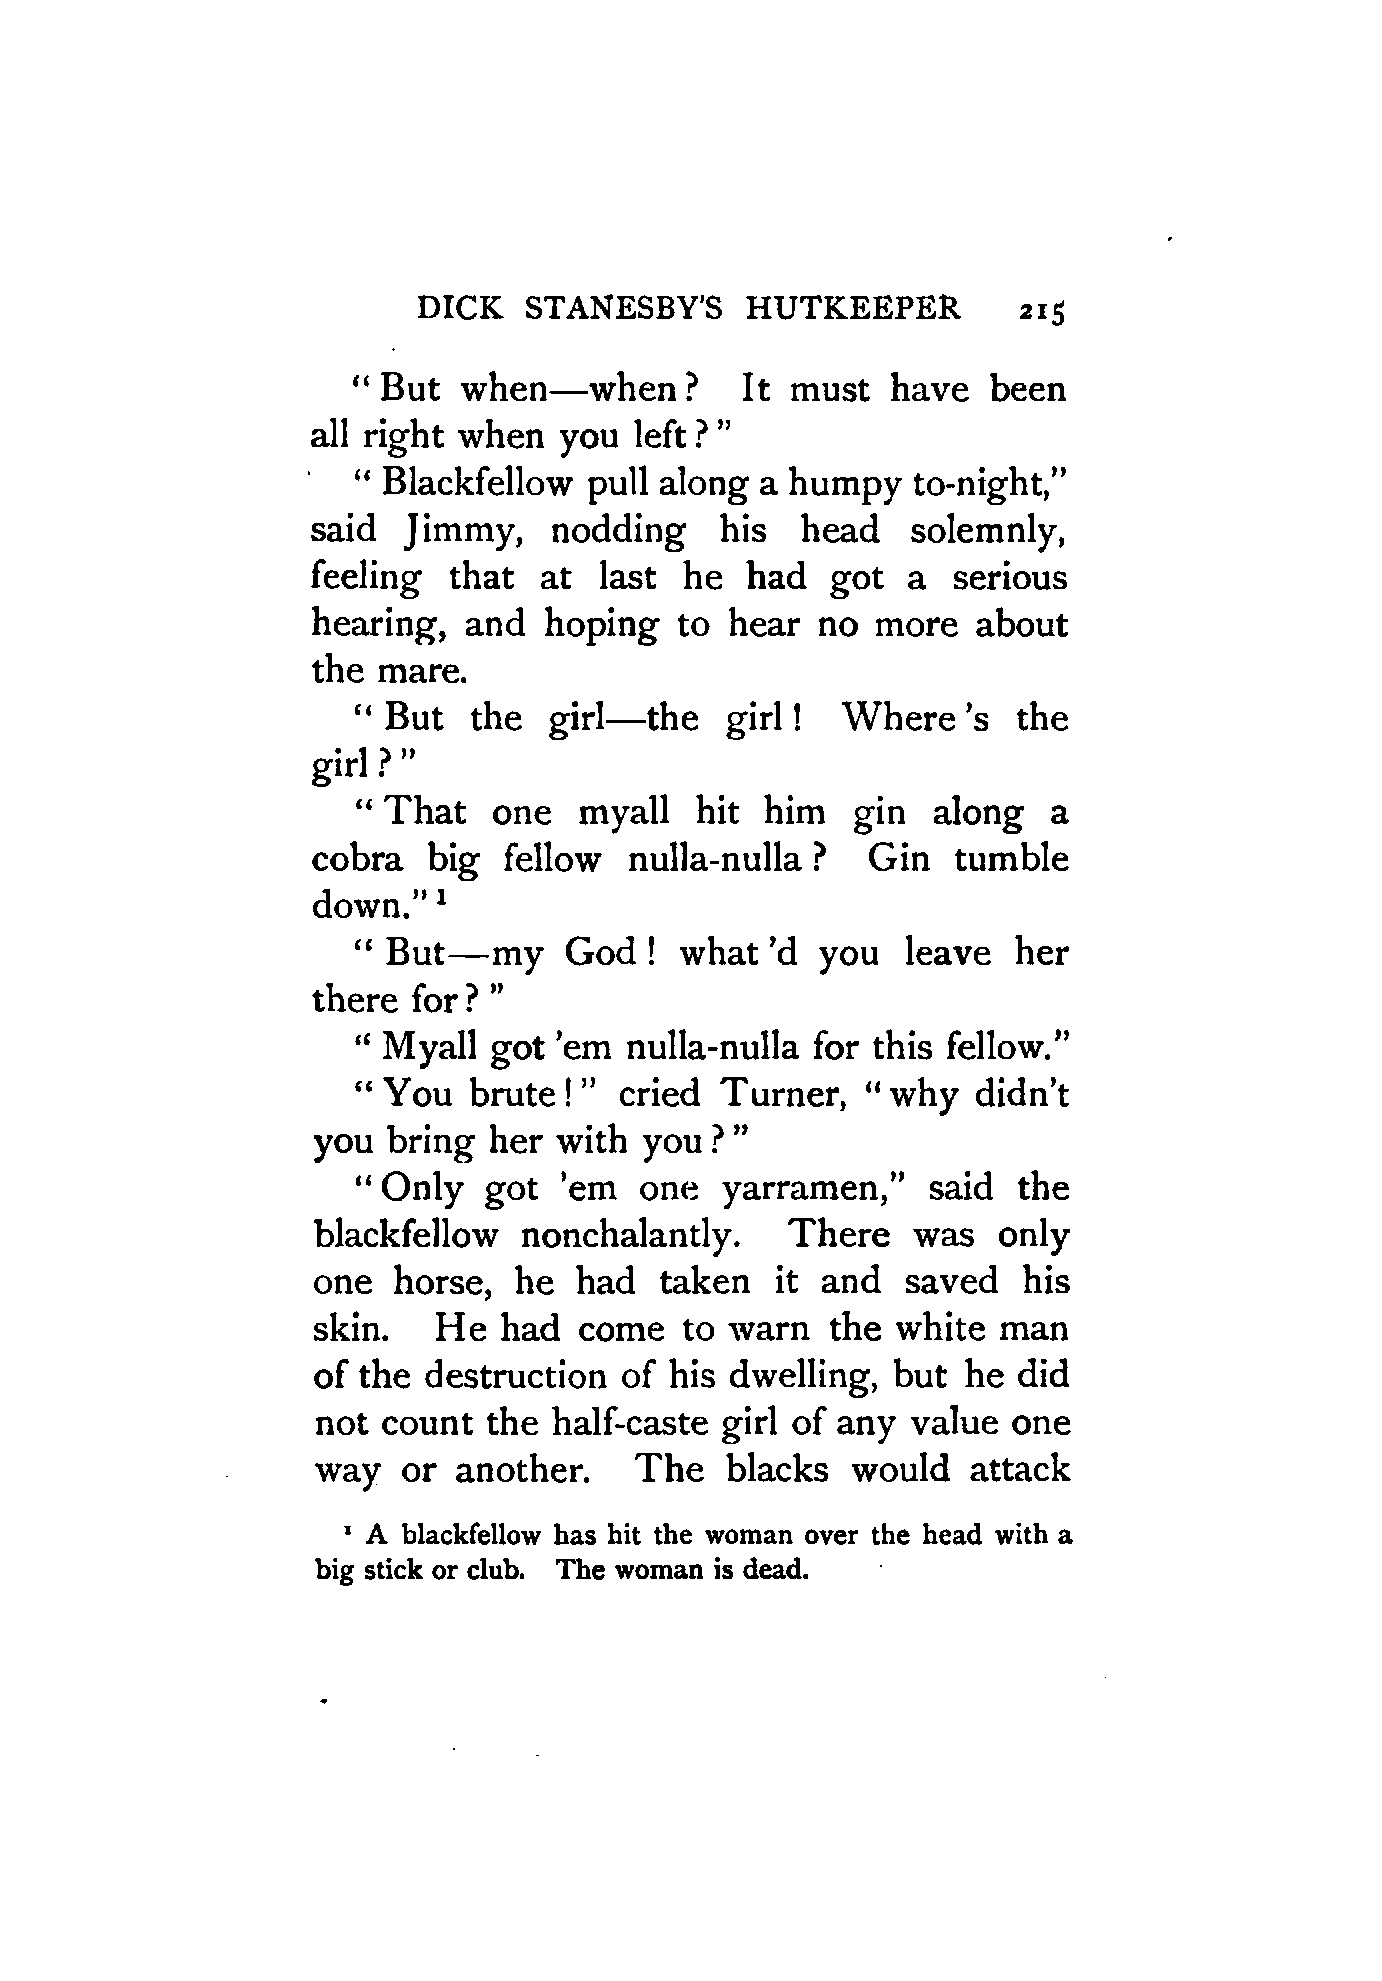 DICK STANESBY'S HUTKEEPER 215
"But when—when? It must have been
all right when you left?"
"Blackfellow pull along a humpy to-night,"
said Jimmy, nodding his head solemnly,
feeling that at last he had got a serious
hearing, and hoping to hear no more about
the mare.
"But the girl—the girl! Where's the
girl?"
"That one myall hit him gin along a
cobra big fellow nulla-nulla? Gin tumble
down." ¹
"But—my God! what'd you leave her
there for?"
"Myall got 'em nulla-nulla for this fellow."
"You brute!" cried Turner, "why didn't
you bring her with you?"
"Only got 'em one yarramen," said the
blackfellow nonchalantly. There was only
one horse, he had taken it and saved his
skin. He had come to warn the white man
of the destruction of his dwelling, but he did
not count the half-caste girl of any value one
way or another. The blacks would attack
¹ A blackfellow has hit the woman over the head with a
big stick or club. The woman is dead.